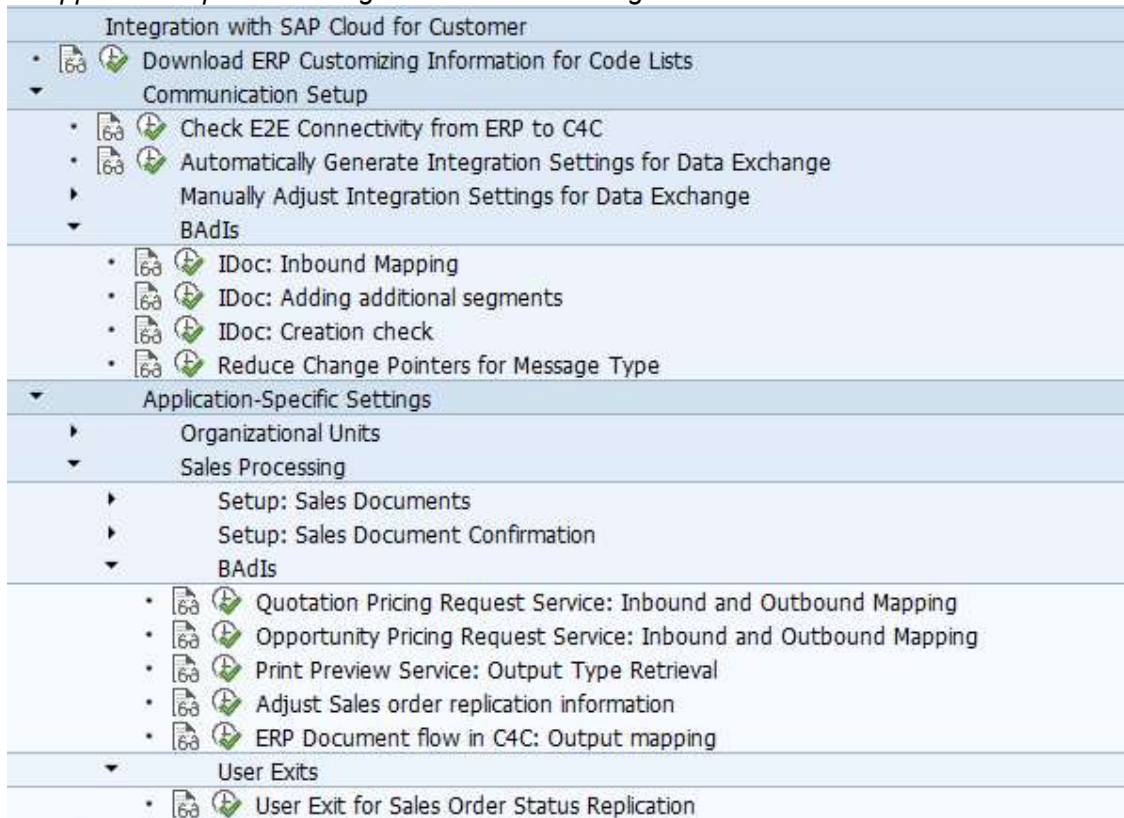 Integration with SAP Cloud for Customer
Download ERP Customizing Information for Code Lists
Communication Setup
Check E2E Connectivity from ERP to C4C
Automatically Generate Integration Settings for Data Exchange
Manually Adjust Integration Settings for Data Exchange
BAdIs
IDoc: Inbound Mapping
IDoc: Adding additional segments
IDoc: Creation check
Reduce Change Pointers for Message Type
Application-Specific Settings
Organizational Units
Sales Processing
Setup: Sales Documents
Setup: Sales Document Confirmation
BAdIs
Quotation Pricing Request Service: Inbound and Outbound Mapping
Opportunity Pricing Request Service: Inbound and Outbound Mapping
Print Preview Service: Output Type Retrieval
Adjust Sales order replication information
ERP Document flow in C4C: Output mapping
User Exits
User Exit for Sales Order Status Replication